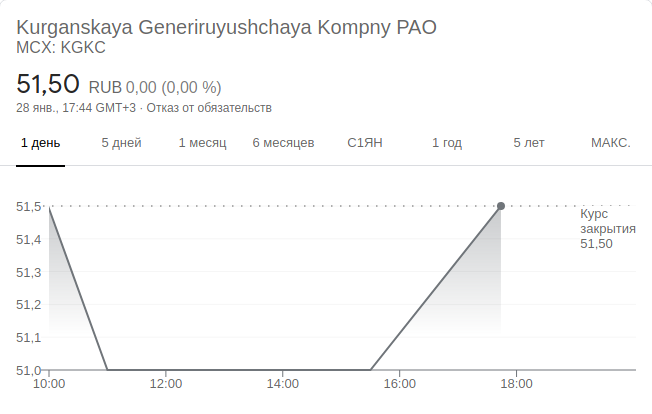 Kurganskaya Generiruyushchaya Kompny PAO
MCX: KGKC
51,50 RUB 0,00 (0,00 %)
28 янв., 17:44 GMT+3 · Отказ от обязательств
1 день 5 дней 1 месяц 6 месяцев С1ЯН 1 год 5 лет МАКС.
51,5
Курс
закрытия
51,50
51,4
51,3
51,2
51,1
51,0
10:00 12:00 14:00 16:00 18:00